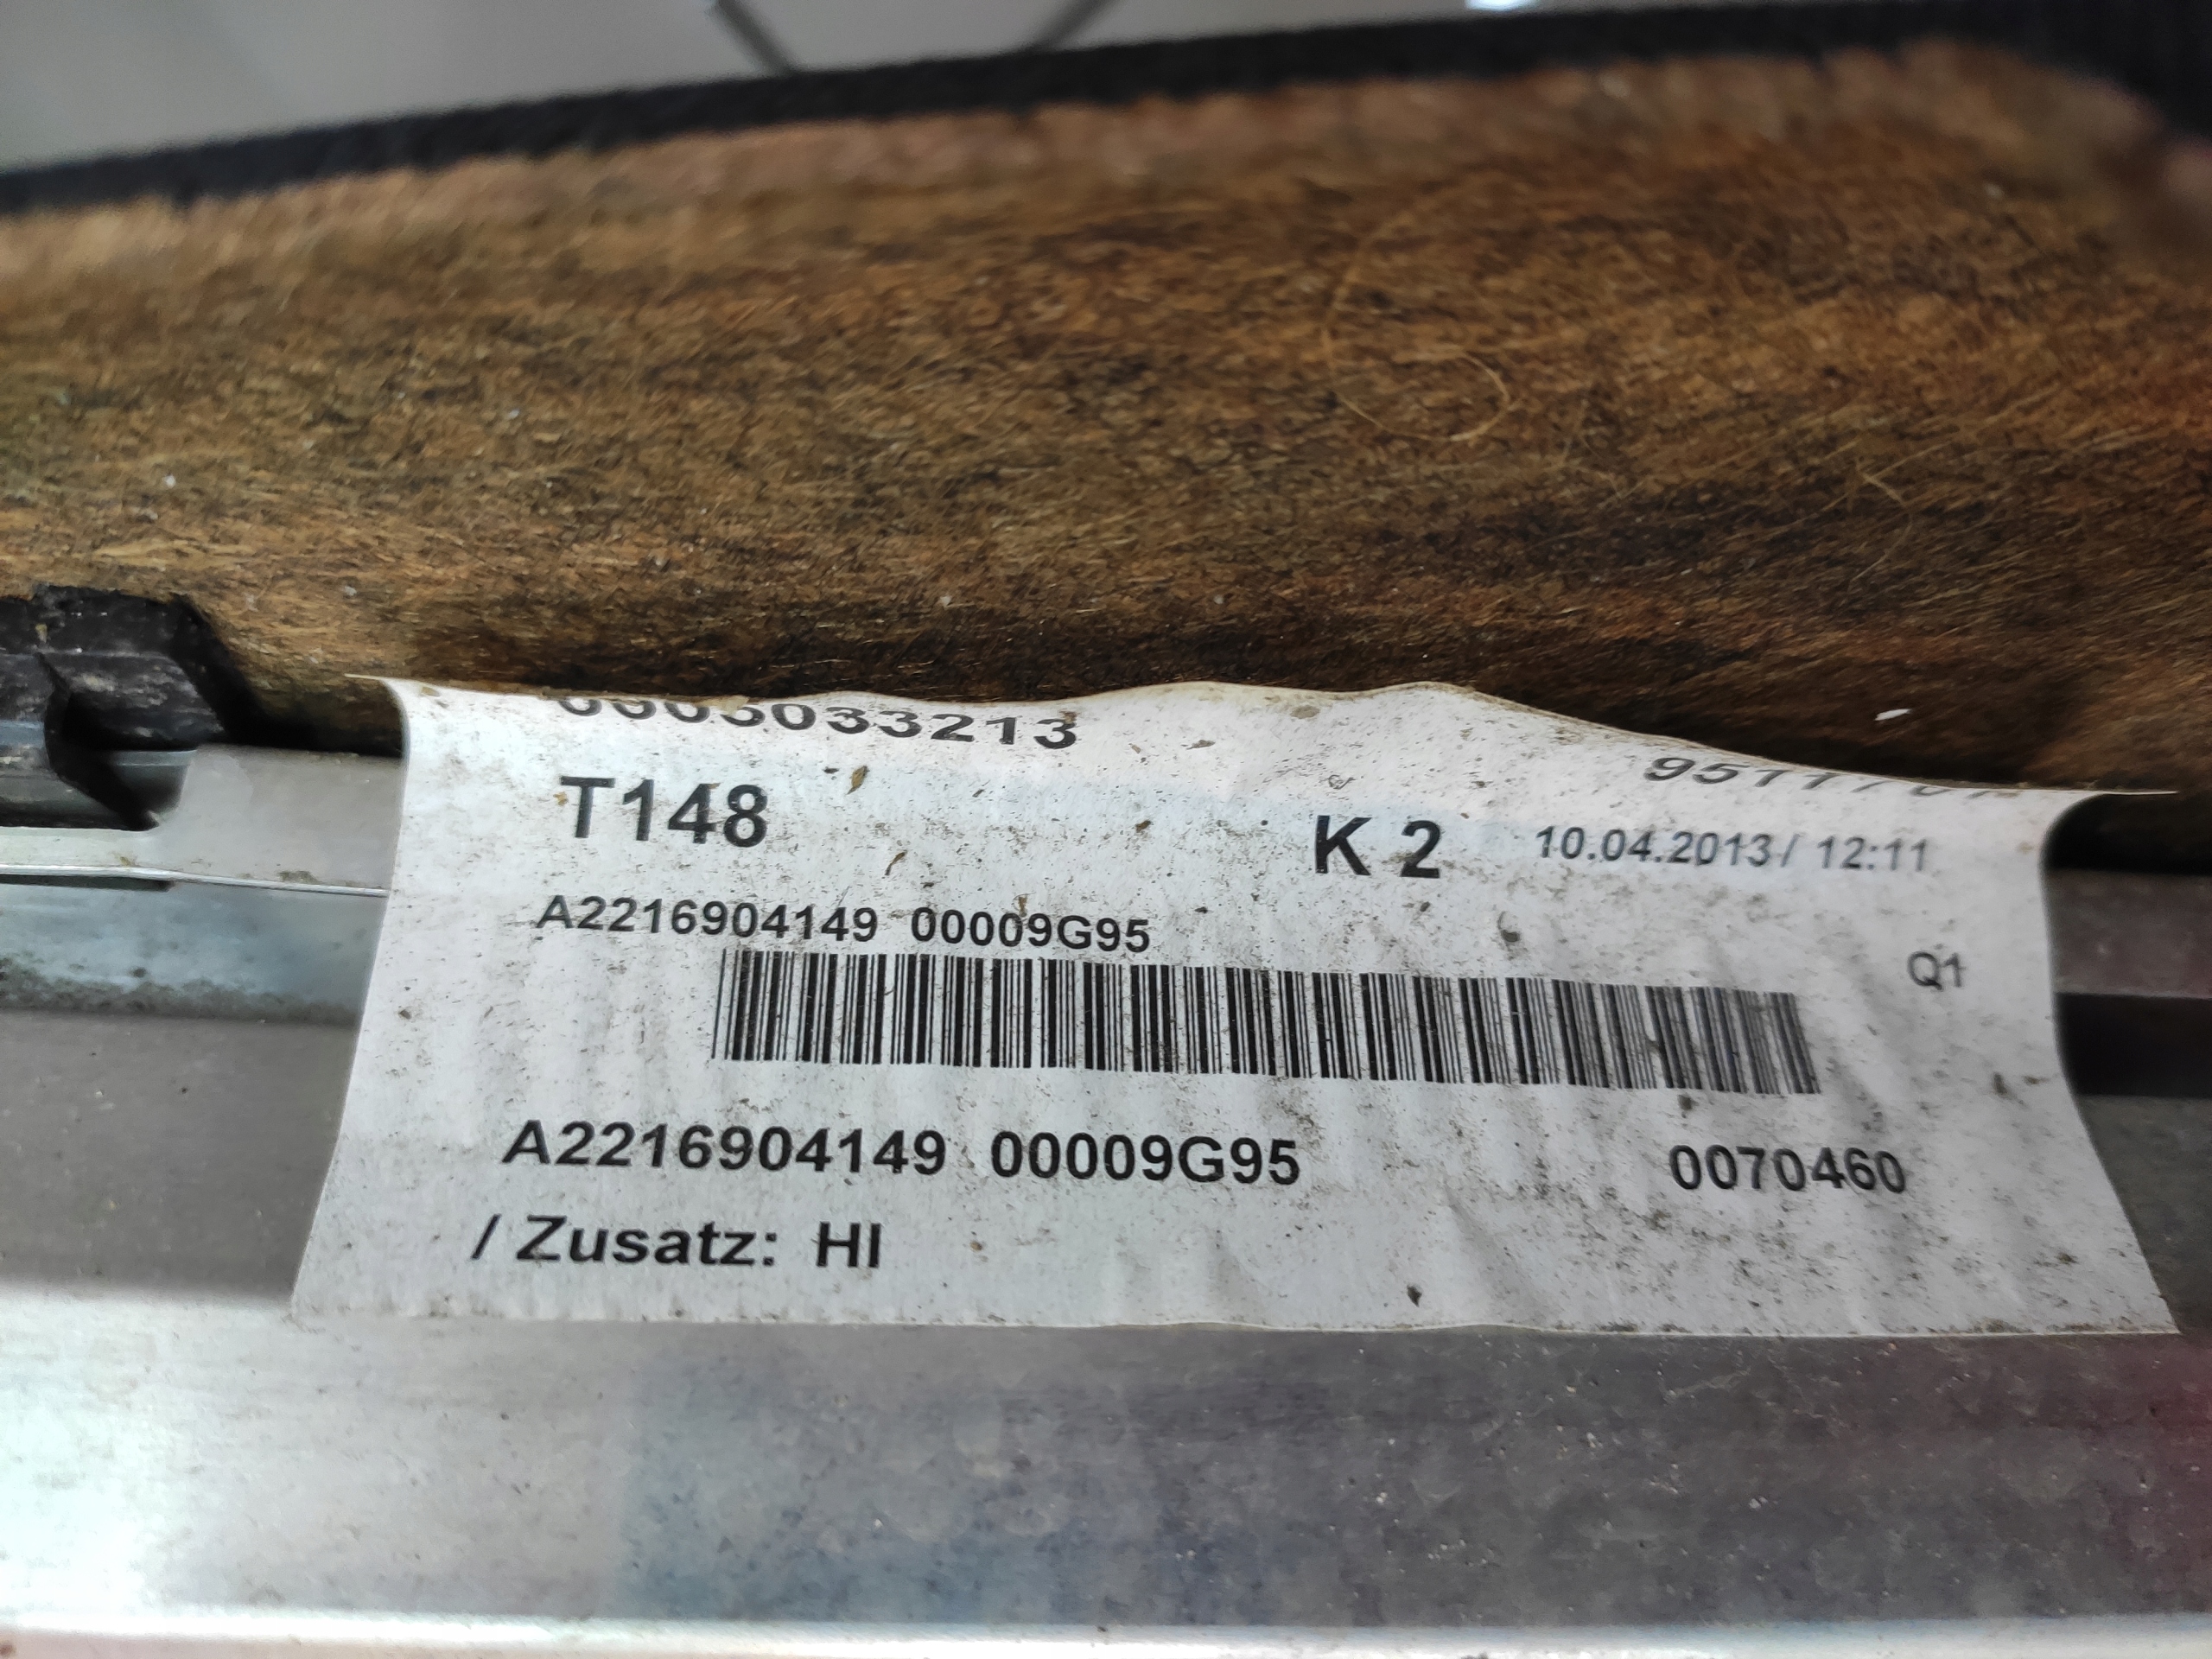 T148
K 2
10.04.2013 / 12:11
A2216904149 00009G95
Q1
A2216904149 00009G95
0070460
/ Zusatz: HI